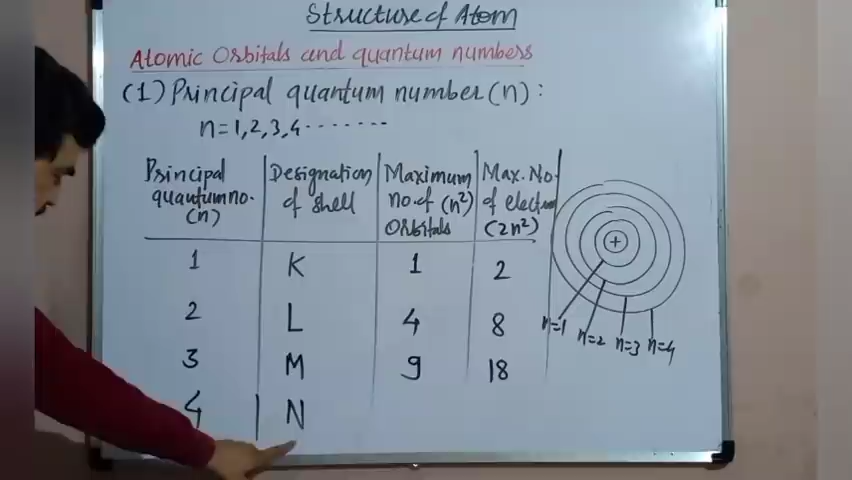 Structure of Atom
Atomic Orbitals and quantum numbers
(1) Principal quantum number (n) :
n=1,2,3,4........
Principal quantum no. (n)
Designation of shell
Maximum no. of (n²) Orbitals
Max. No. of electron (2n²)
1 K 1 2
2 L 4 8
3 M 9 18
4 N
+
n=1 n=2 n=3 n=4